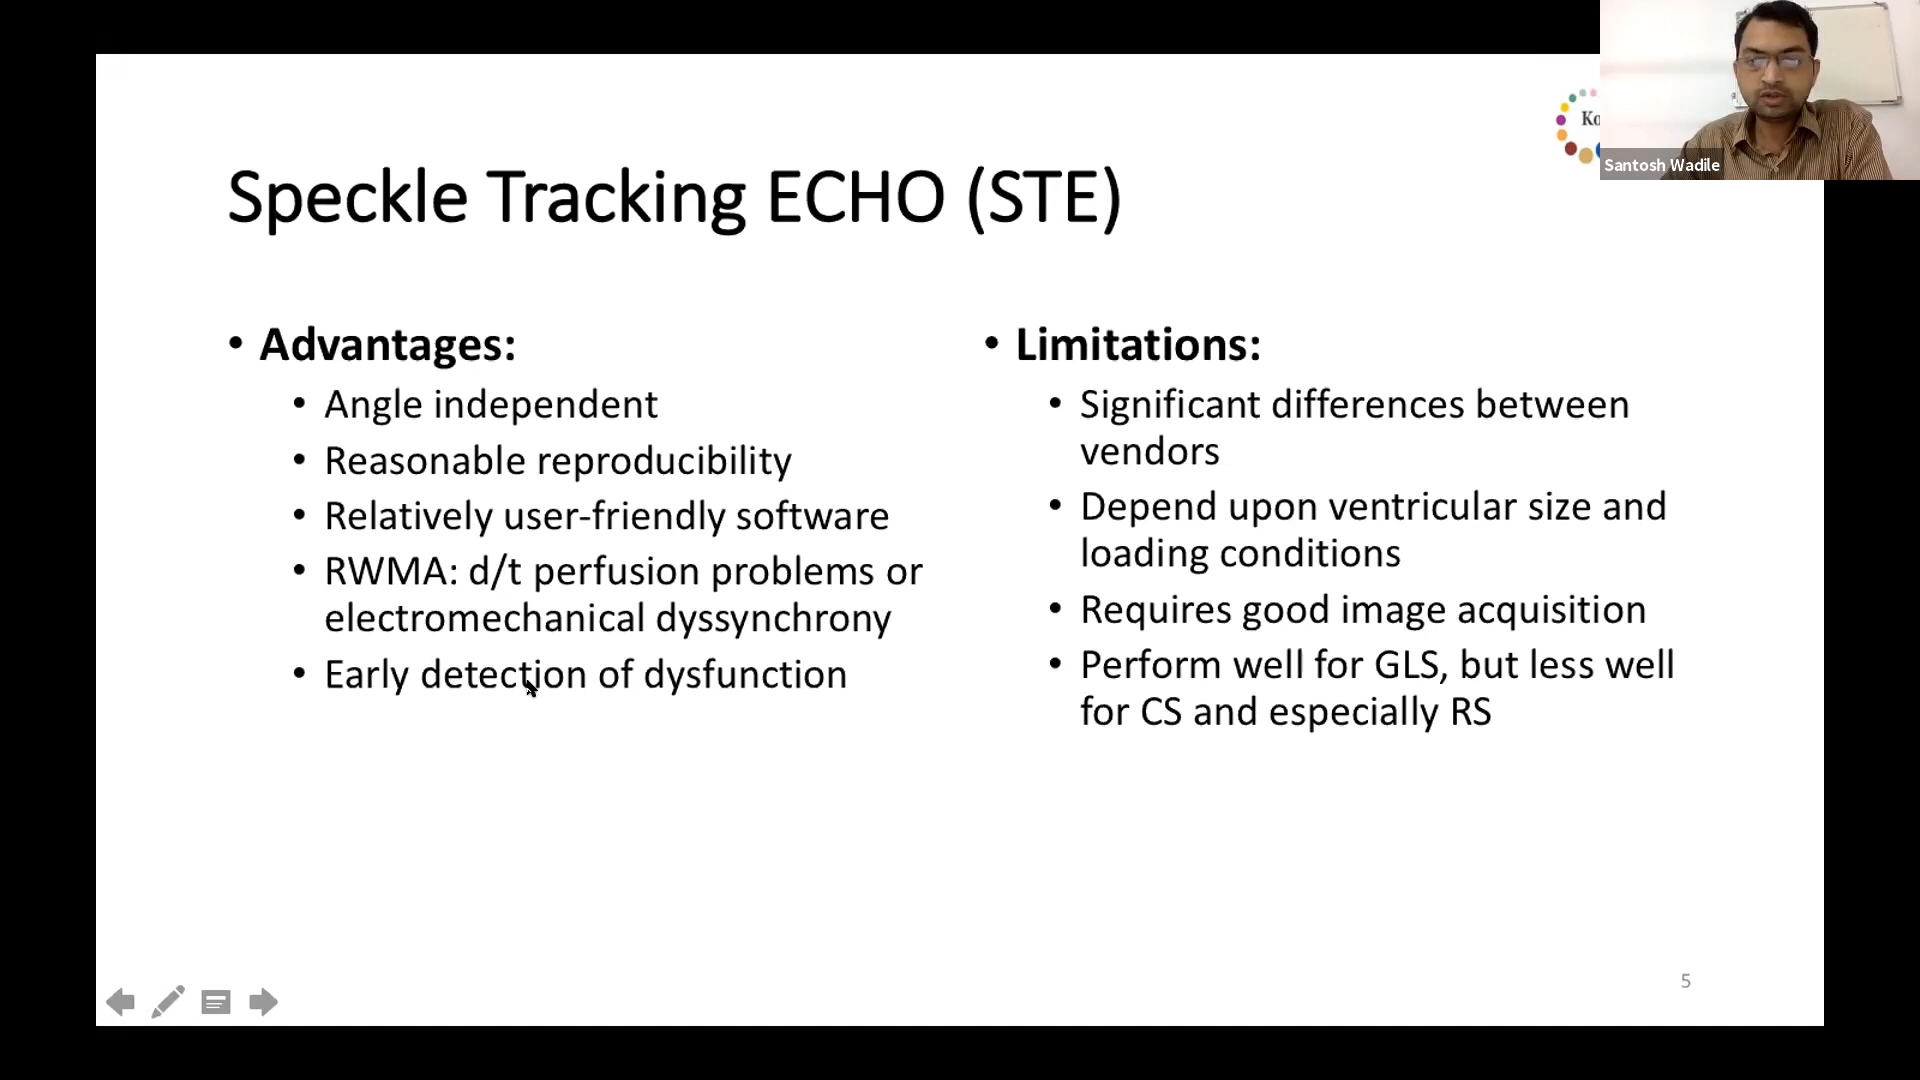 Ko
Santosh Wadile
Speckle Tracking ECHO (STE)
• Advantages:
• Angle independent
• Reasonable reproducibility
• Relatively user-friendly software
• RWMA: d/t perfusion problems or
electromechanical dyssynchrony
• Early detection of dysfunction
• Limitations:
• Significant differences between
vendors
• Depend upon ventricular size and
loading conditions
• Requires good image acquisition
• Perform well for GLS, but less well
for CS and especially RS
5